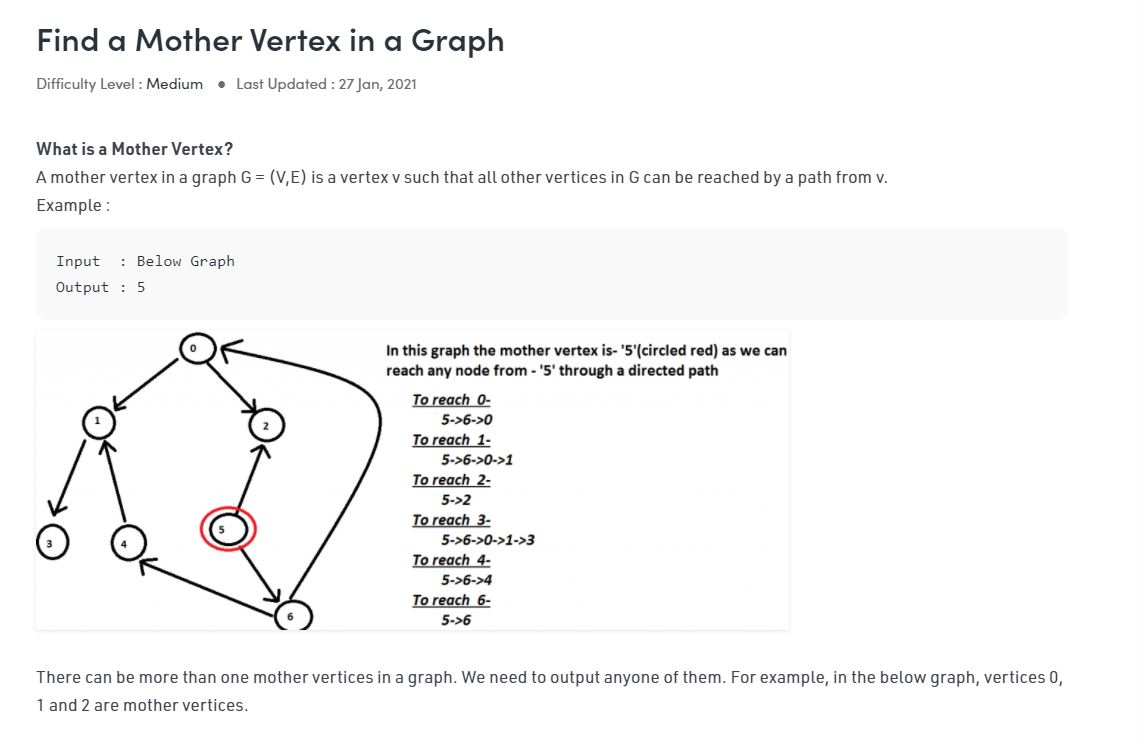 Find a Mother Vertex in a Graph
Difficulty Level : Medium • Last Updated : 27 Jan, 2021
What is a Mother Vertex?
A mother vertex in a graph G = (V,E) is a vertex v such that all other vertices in G can be reached by a path from v.
Example :
Input : Below Graph
Output : 5
0
1
2
3
4
5
6
In this graph the mother vertex is- '5'(circled red) as we can
reach any node from - '5' through a directed path
To reach 0-
5->6->0
To reach 1-
5->6->0->1
To reach 2-
5->2
To reach 3-
5->6->0->1->3
To reach 4-
5->6->4
To reach 6-
5->6
There can be more than one mother vertices in a graph. We need to output anyone of them. For example, in the below graph, vertices 0,
1 and 2 are mother vertices.